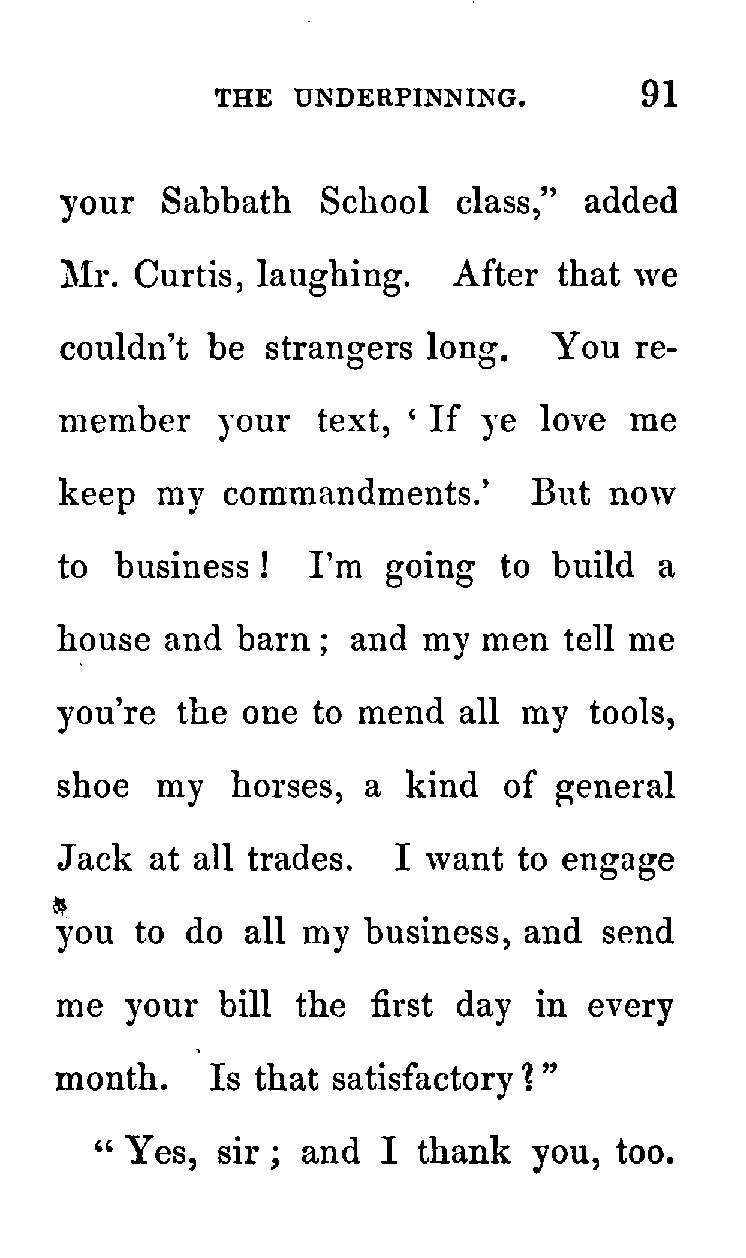 THE UNDERPINNING. 91
your Sabbath School class,” added
Mr. Curtis, laughing. After that we
couldn’t be strangers long. You re-
member your text, ‘ If ye love me
keep my commandments.’ But now
to business ! I’m going to build a
house and barn ; and my men tell me
you’re the one to mend all my tools,
shoe my horses, a kind of general
Jack at all trades. I want to engage
you to do all my business, and send
me your bill the first day in every
month. Is that satisfactory ? ”
“ Yes, sir ; and I thank you, too.